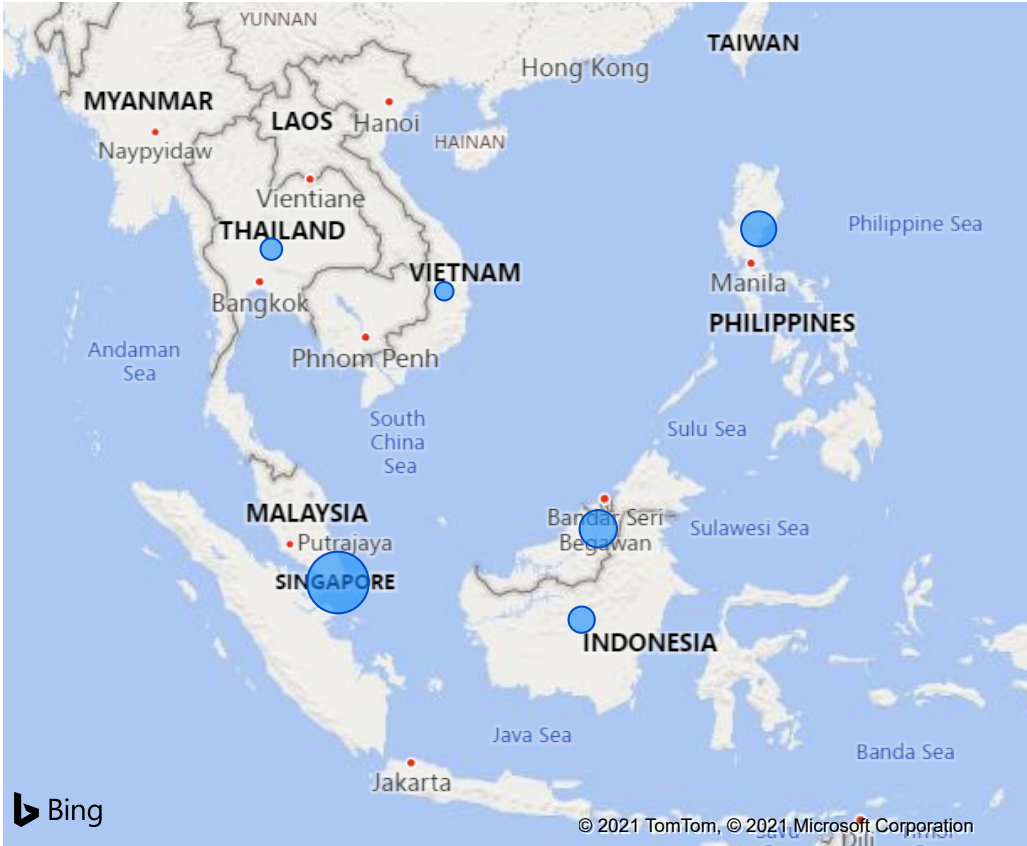 YUNNAN
TAIWAN
Hong Kong
MYANMAR
LAOS
Hanoi
HAINAN
Naypyidaw
Vientiane
THAILAND
Philippine Sea
VIETNAM
Manila
Bangkok
PHILIPPINES
Andaman
Sea
Phnom Penh
South
China
Sea
Sulu Sea
MALAYSIA
Bandar Seri
Begawan
Sulawesi Sea
Putrajaya
SINGAPORE
INDONESIA
Java Sea
Banda Sea
Jakarta
Bing
© 2021 TomTom, © 2021 Microsoft Corporation
Dili